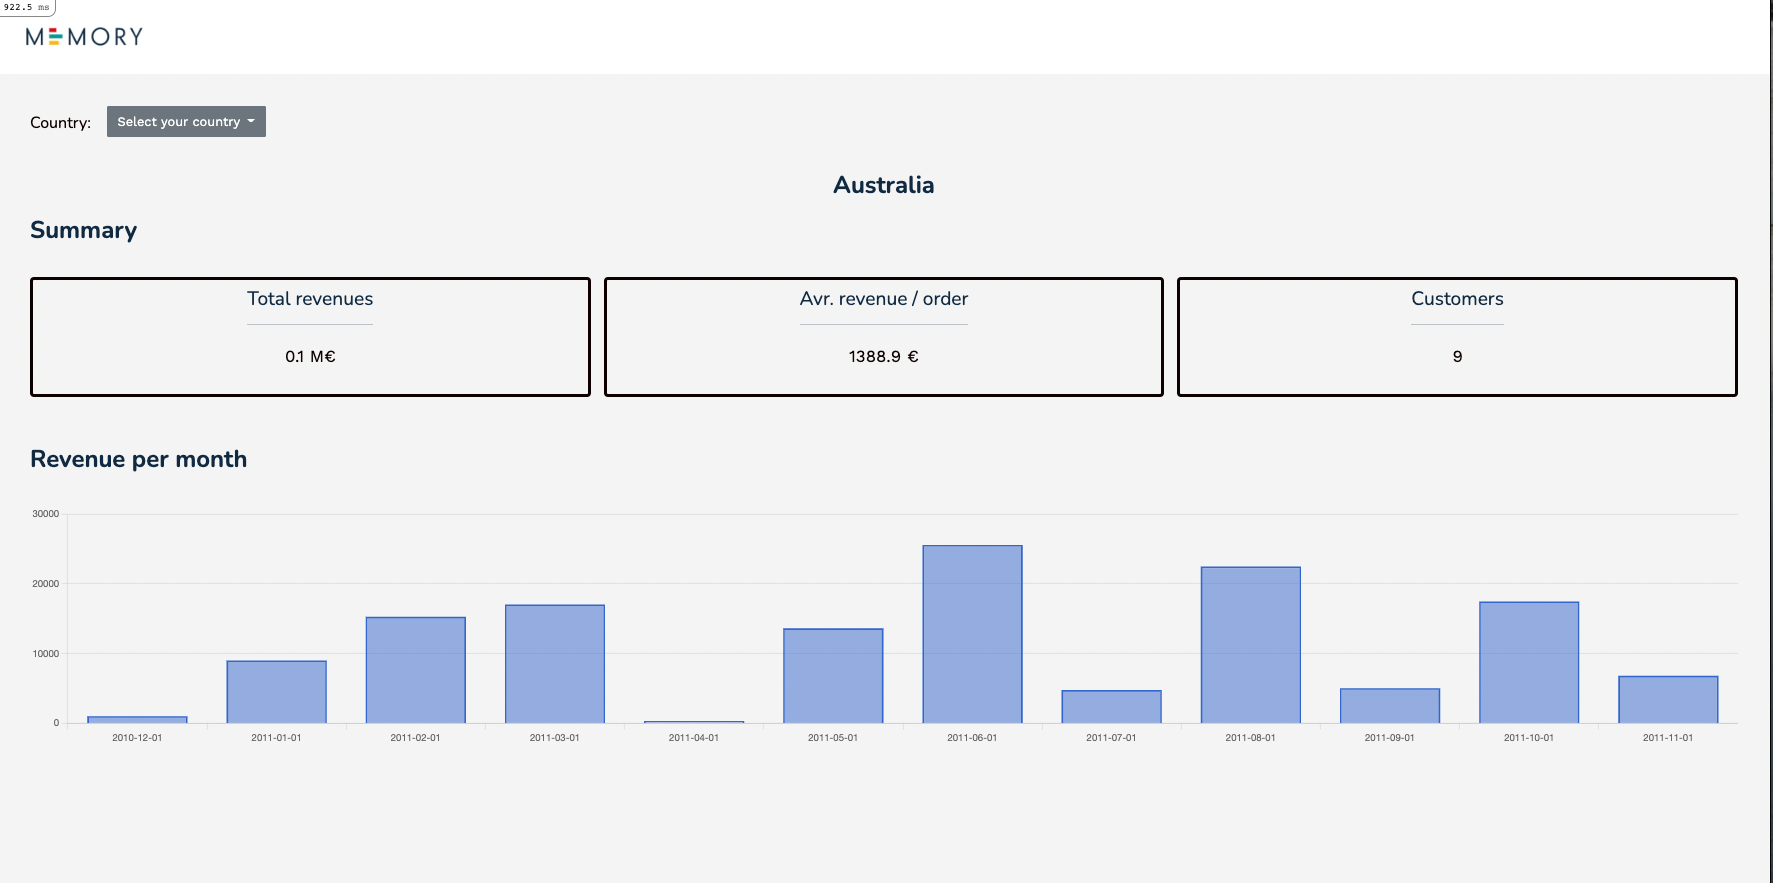 922.5 ms
MEMORY
Country: Select your country
Australia
Summary
Total revenues
0.1 M€
Avr. revenue / order
1388.9 €
Customers
9
Revenue per month
30000
20000
10000
0
2010-12-01 2011-01-01 2011-02-01 2011-03-01 2011-04-01 2011-05-01 2011-06-01 2011-07-01 2011-08-01 2011-09-01 2011-10-01 2011-11-01